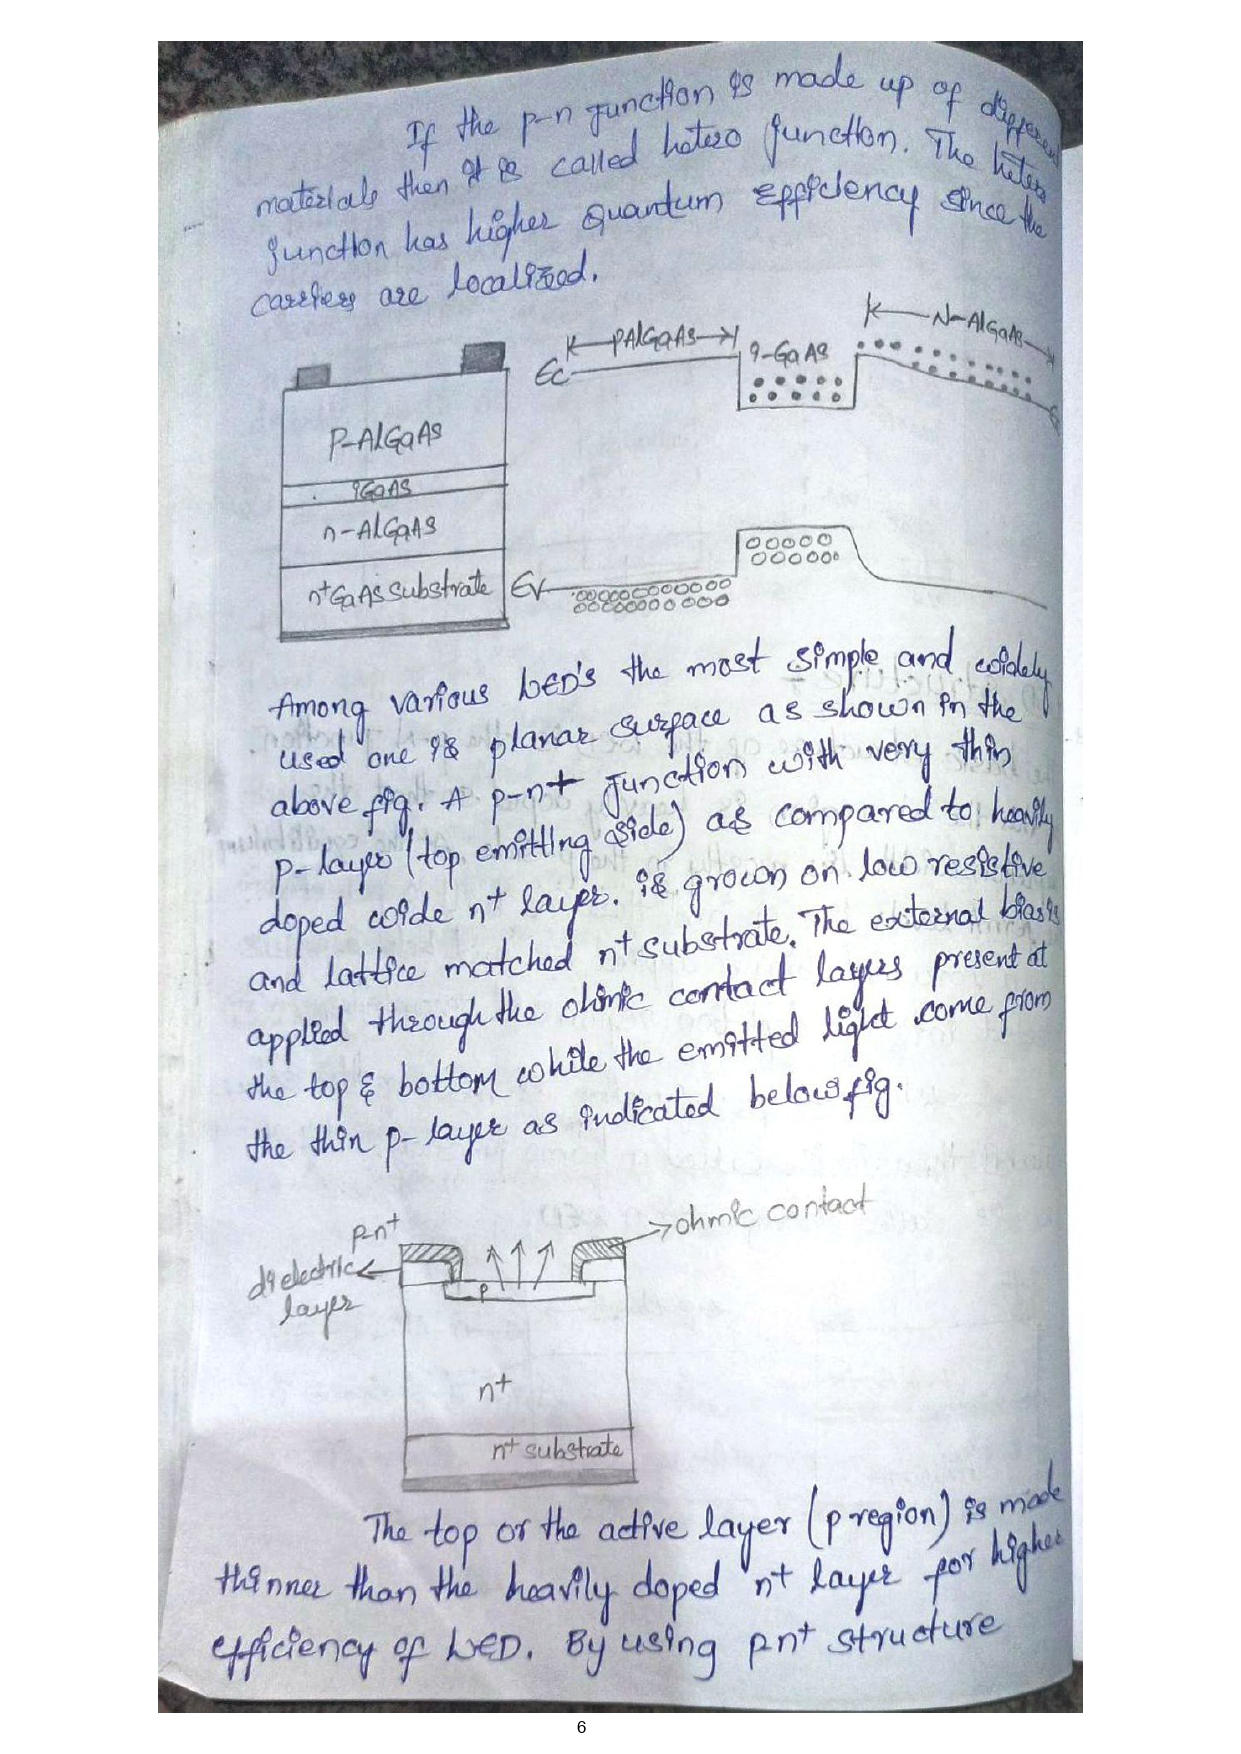 If the p-n junction is made up of different
materials then it is called hetero junction. The hetero
junction has higher Quantum Efficiency since the
carriers are localized.
PAlGaAs
N-AlGaAs
i-GaAs
Ec
P-AlGaAs
iGaAs
n-AlGaAs
n+GaAs substrate
Ev
Among various LED's the most simple and widely
used one is planar surface as shown in the
above fig. A p-n+ junction with very thin
p-layer (top emitting side) as compared to heavily
doped wide n+ layer. is grown on low resistive
and lattice matched n+ substrate. The external bias is
applied through the ohmic contact layers present at
the top & bottom while the emitted light come from
the thin p-layer as indicated below fig.
p-n+
ohmic contact
dielectric
layer
P
n+
n+ substrate
The top or the active layer (p region) is made
thinner than the heavily doped n+ layer for higher
efficiency of LED. By using pn+ structure
6